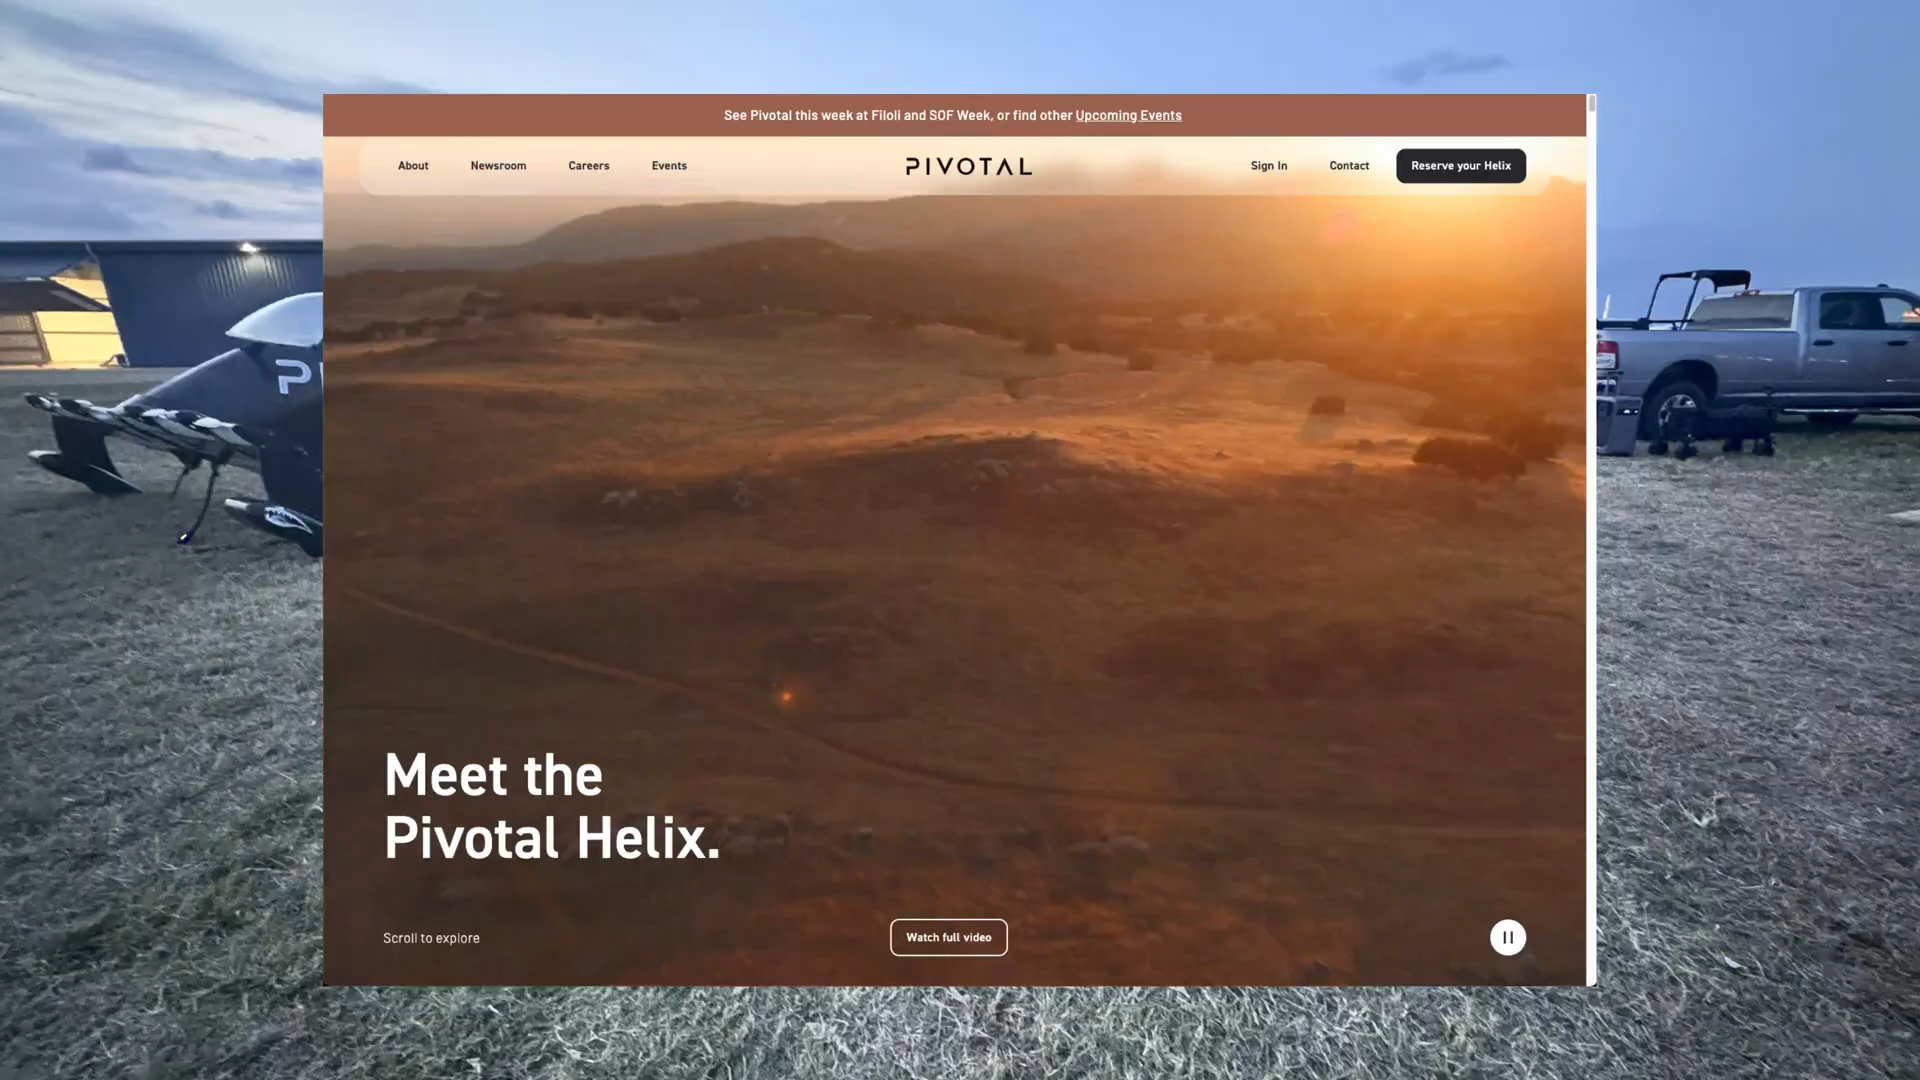 See Pivotal this week at Filoli and SOF Week, or find other Upcoming Events
About Newsroom Careers Events PIVOTAL Sign In Contact Reserve your Helix
PI
Meet the
Pivotal Helix.
Scroll to explore
Watch full video